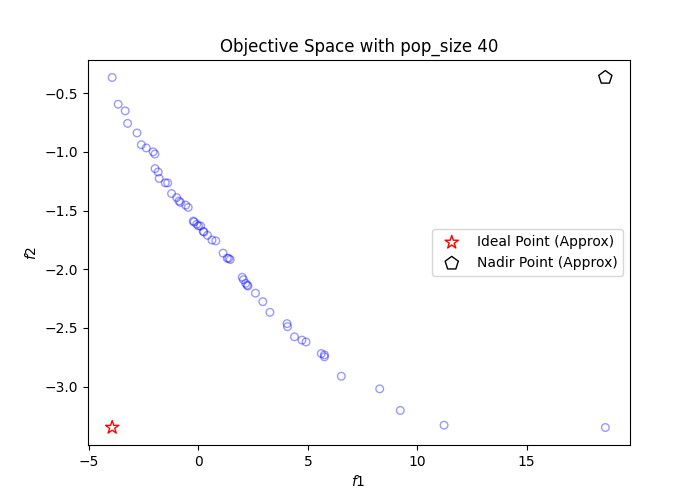 Objective Space with pop_size 40
f2
−0.5
−1.0
−1.5
−2.0
−2.5
−3.0
Ideal Point (Approx)
Nadir Point (Approx)
−5 0 5 10 15
f1